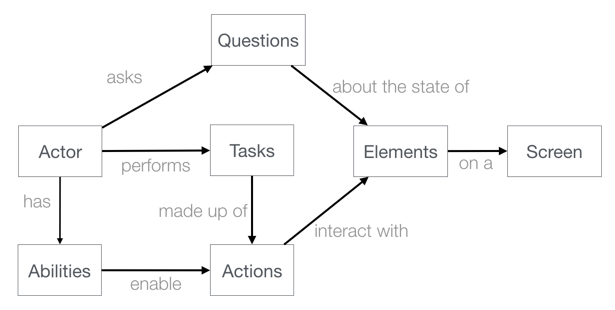 Questions
asks
about the state of
Actor
Tasks
Elements
Screen
performs
on a
has
made up of
interact with
Abilities
Actions
enable